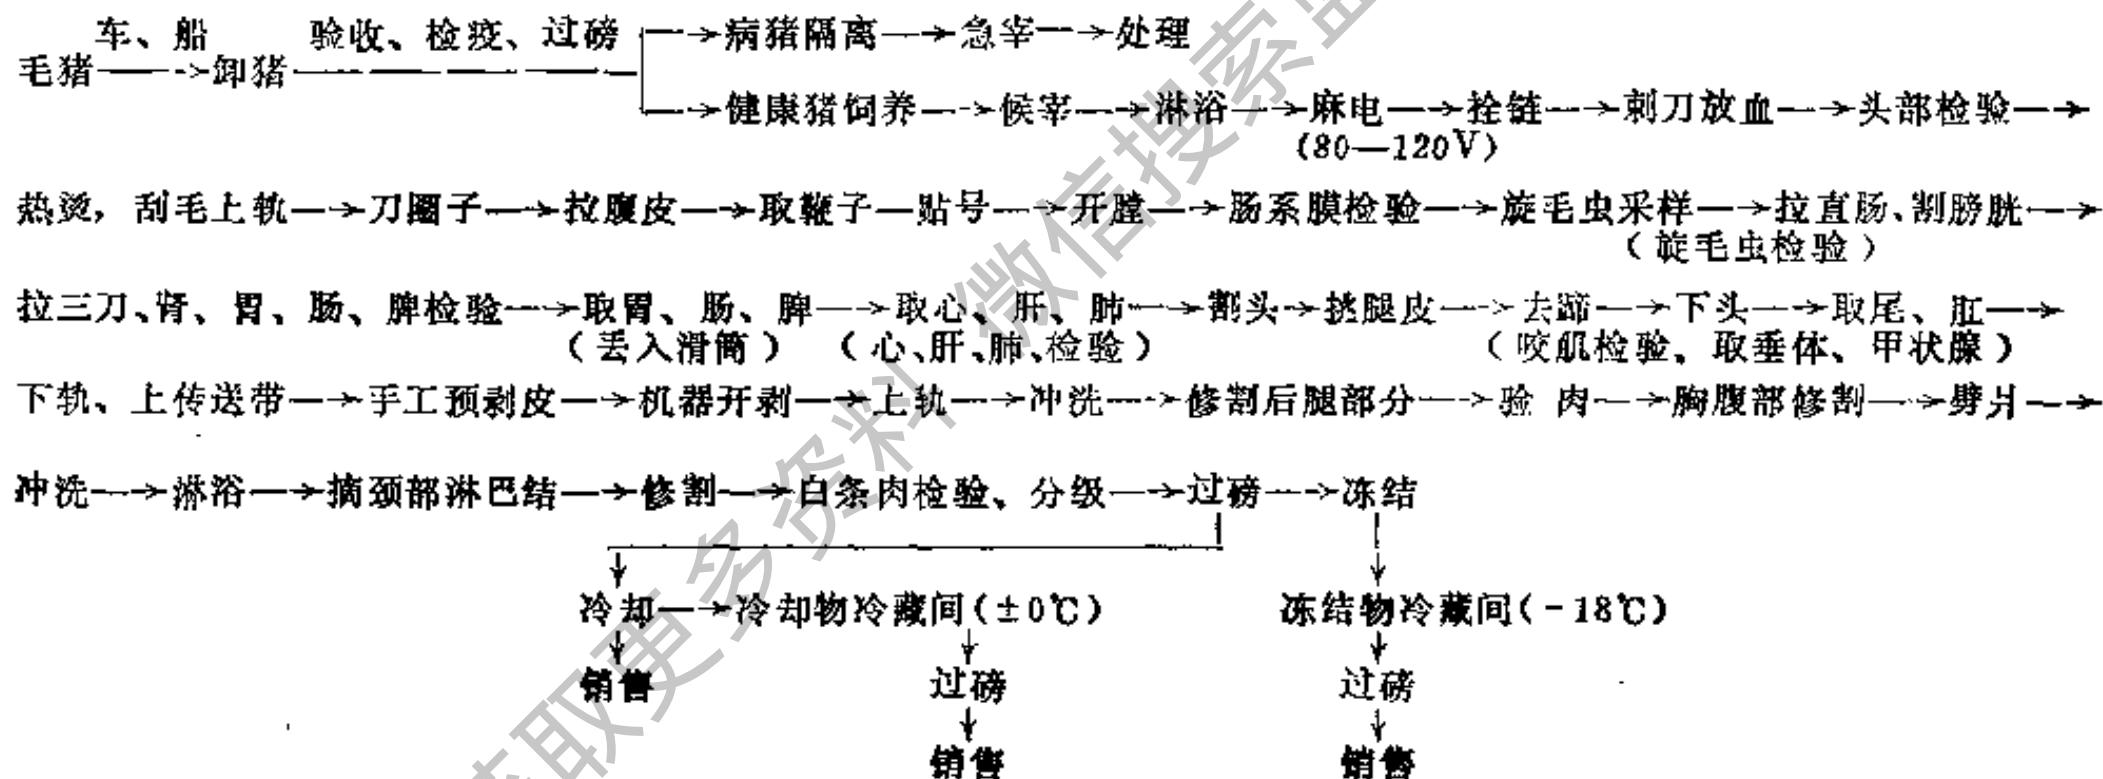 车、船 验收、检疫、过磅 →病猪隔离→急宰→处理
毛猪→卸猪
→健康猪饲养→候宰→淋浴→麻电→拴链→刺刀放血→头部检验→
(80—120V)
热烫，刮毛上轨→刀圈子→拉腹皮→取鞭子—贴号→开膛→肠系膜检验→旋毛虫采样→拉直肠、割膀胱→
（旋毛虫检验）
拉三刀、肾、胃、肠、脾检验→取胃、肠、脾→取心、肝、肺→割头→挑腿皮→去蹄→下头→取尾、肛→
（丢入滑筒） （心、肝、肺、检验） （咬肌检验、取垂体、甲状腺）
下轨、上传送带→手工预剥皮→机器开剥→上轨→冲洗→修割后腿部分→验 肉→胸腹部修割→劈片→
冲洗→淋浴→摘颈部淋巴结→修割→白条肉检验、分级→过磅→冻结
冷却→冷却物冷藏间(±0℃) 冻结物冷藏间(-18℃)
销售 过磅 过磅
销售 销售
获取更多资料 微信搜索